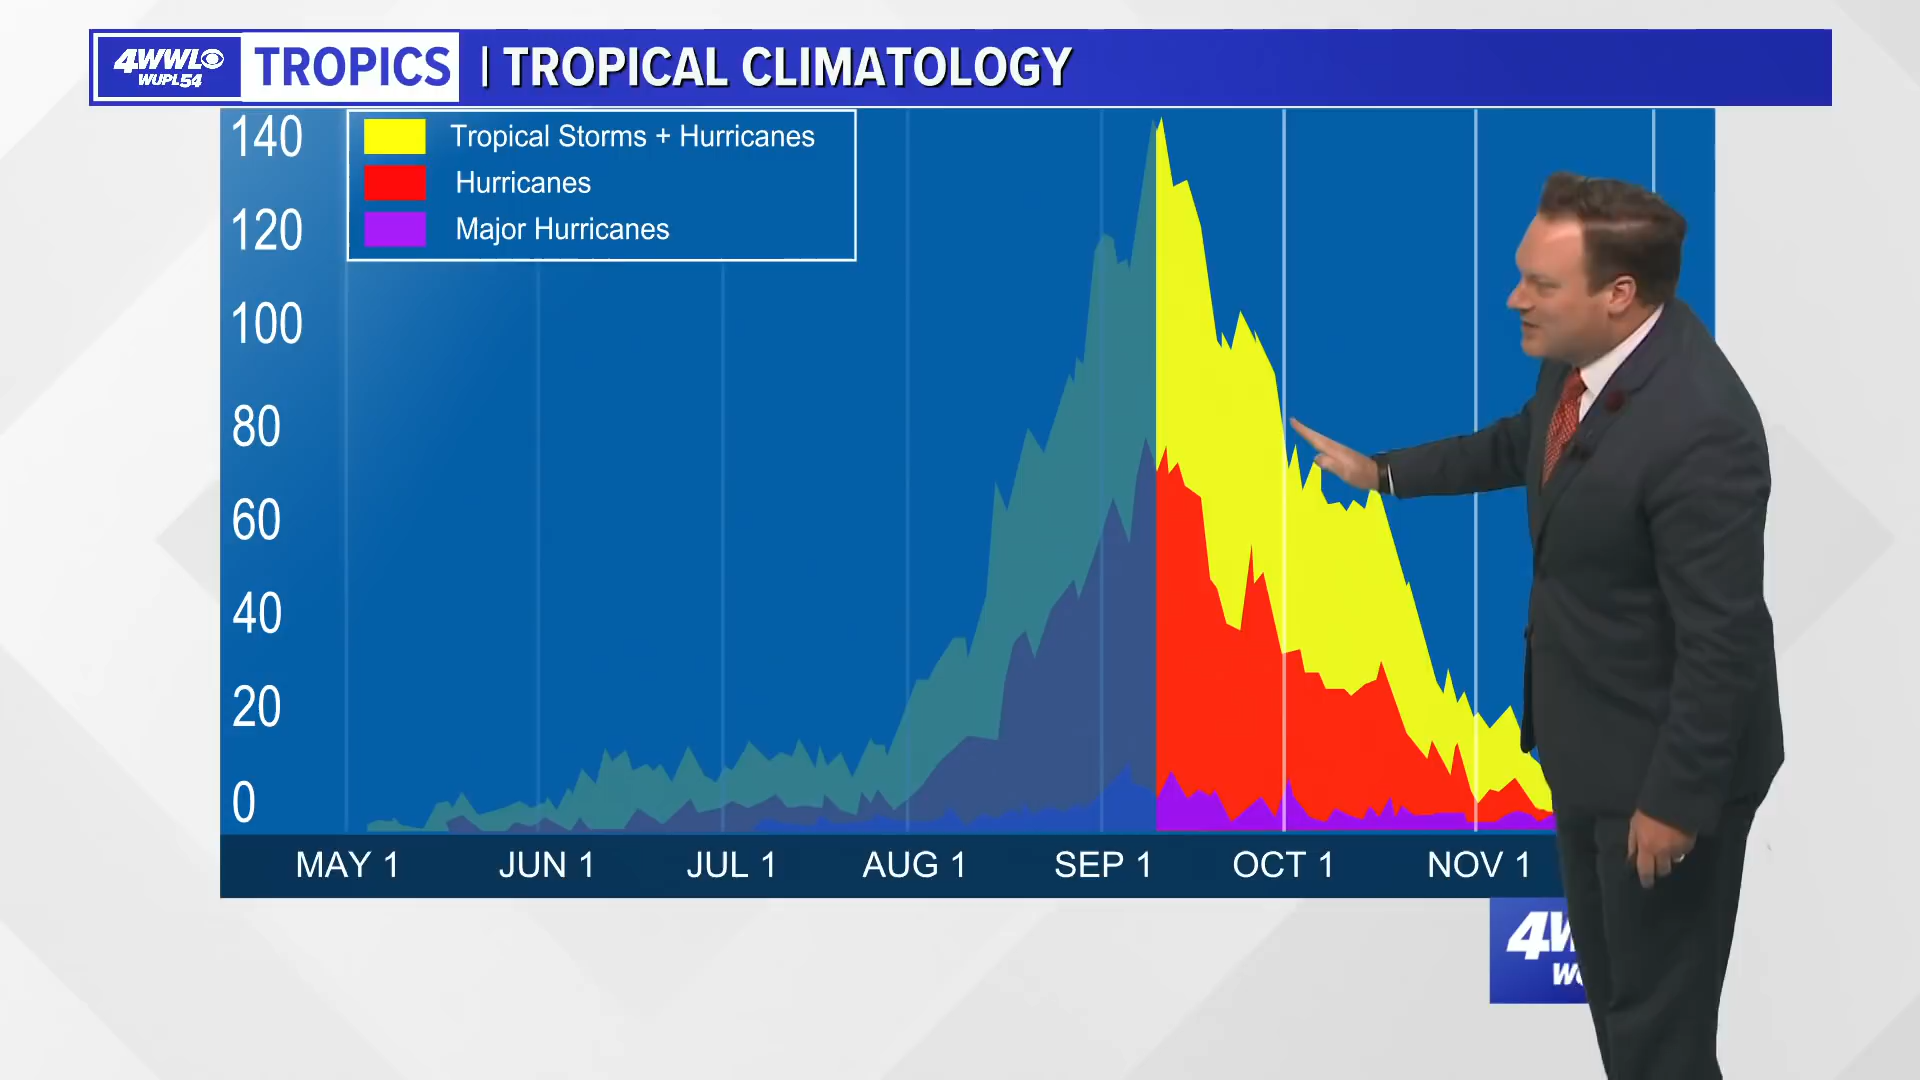 4WWL
WUPL54
TROPICS | TROPICAL CLIMATOLOGY
140
120
100
80
60
40
20
0
Tropical Storms + Hurricanes
Hurricanes
Major Hurricanes
MAY 1 JUN 1 JUL 1 AUG 1 SEP 1 OCT 1 NOV 1